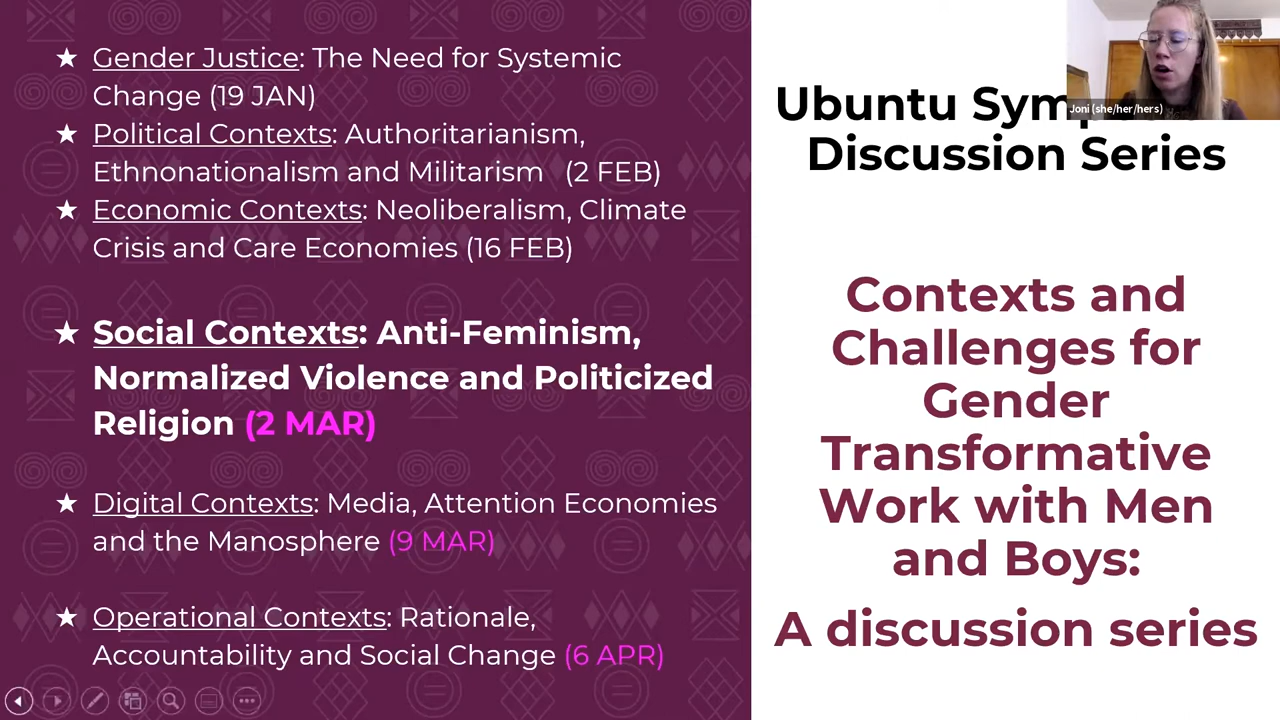 ★ Gender Justice: The Need for Systemic
Change (19 JAN)
★ Political Contexts: Authoritarianism,
Ethnonationalism and Militarism (2 FEB)
★ Economic Contexts: Neoliberalism, Climate
Crisis and Care Economies (16 FEB)
★ Social Contexts: Anti-Feminism,
Normalized Violence and Politicized
Religion (2 MAR)
★ Digital Contexts: Media, Attention Economies
and the Manosphere (9 MAR)
★ Operational Contexts: Rationale,
Accountability and Social Change (6 APR)
Joni (she/her/hers)
Ubuntu
Discussion Series
Contexts and
Challenges for
Gender
Transformative
Work with Men
and Boys:
A discussion series